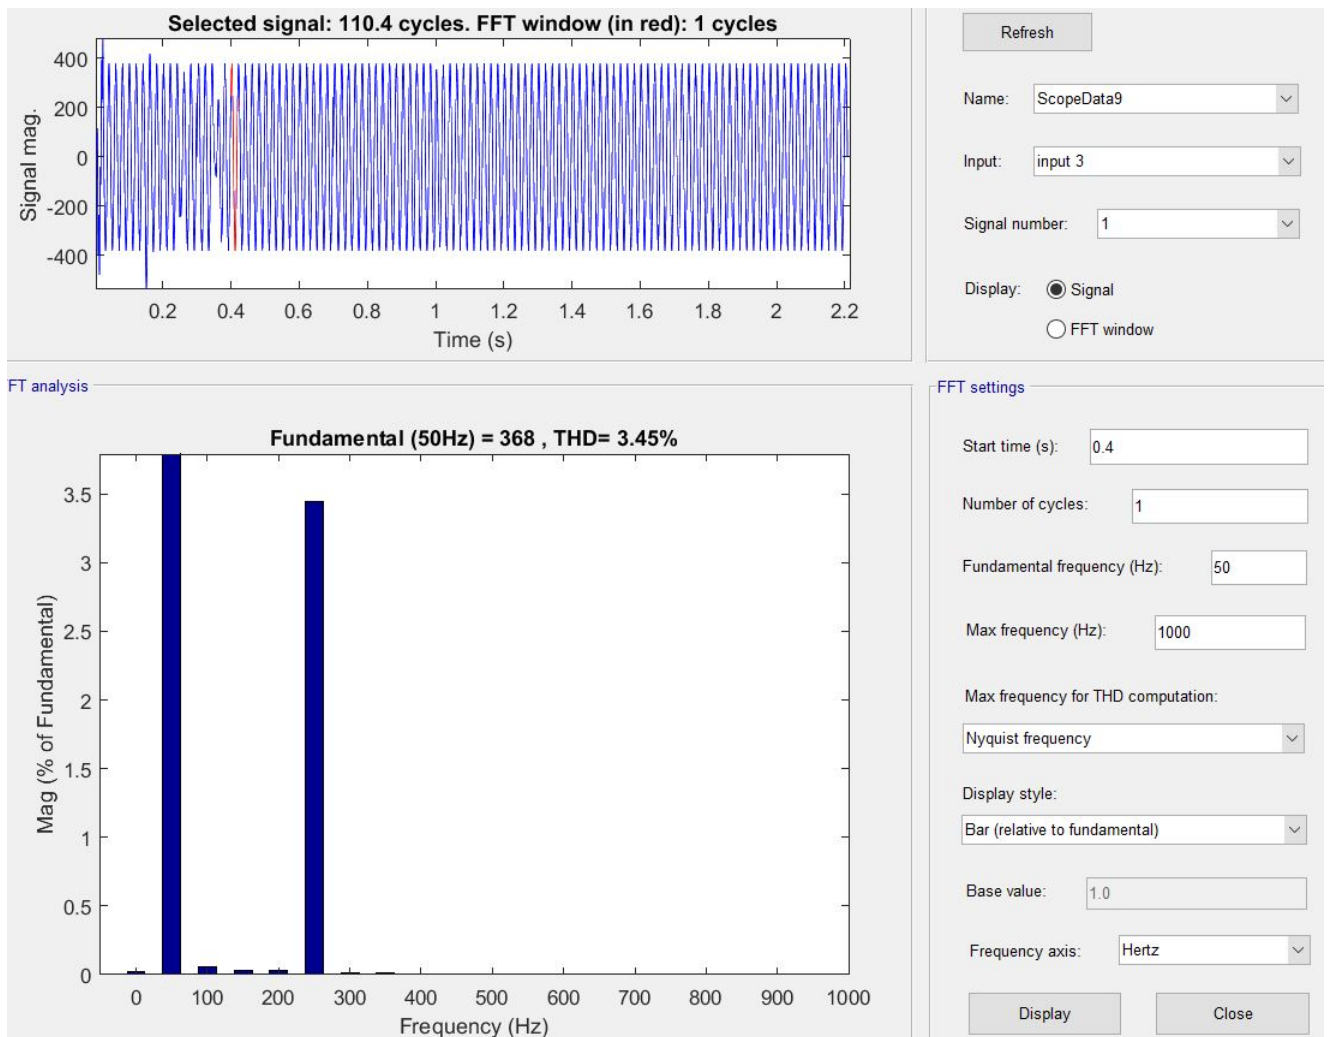 Selected signal: 110.4 cycles. FFT window (in red): 1 cycles
400
200
0
-200
-400
Signal mag.
0.2 0.4 0.6 0.8 1 1.2 1.4 1.6 1.8 2 2.2
Time (s)
Refresh
Name: ScopeData9
Input: input 3
Signal number: 1
Display: Signal
FFT window
FT analysis
Fundamental (50Hz) = 368 , THD= 3.45%
3.5
3
2.5
2
1.5
1
0.5
0
Mag (% of Fundamental)
0 100 200 300 400 500 600 700 800 900 1000
Frequency (Hz)
FFT settings
Start time (s): 0.4
Number of cycles: 1
Fundamental frequency (Hz): 50
Max frequency (Hz): 1000
Max frequency for THD computation:
Nyquist frequency
Display style:
Bar (relative to fundamental)
Base value: 1.0
Frequency axis: Hertz
Display Close